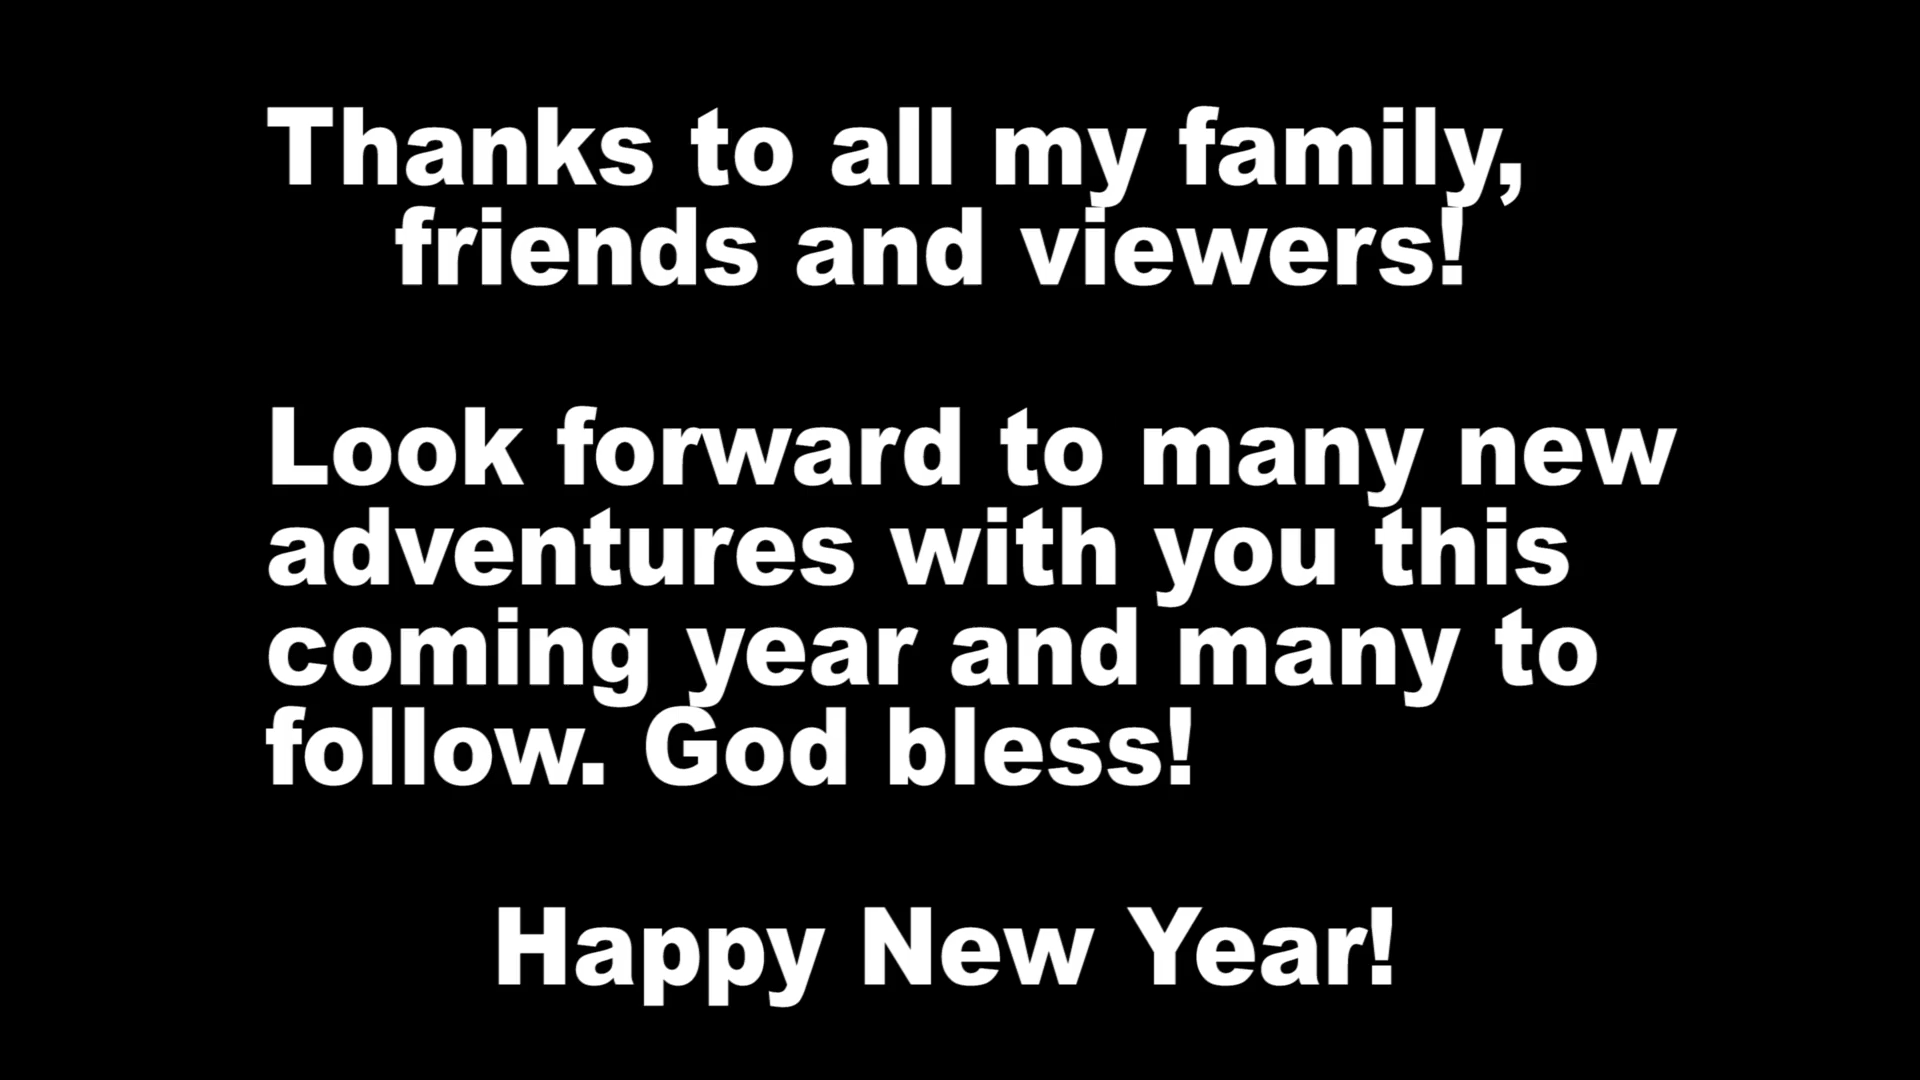 Thanks to all my family,
friends and viewers!
Look forward to many new
adventures with you this
coming year and many to
follow. God bless!
Happy New Year!